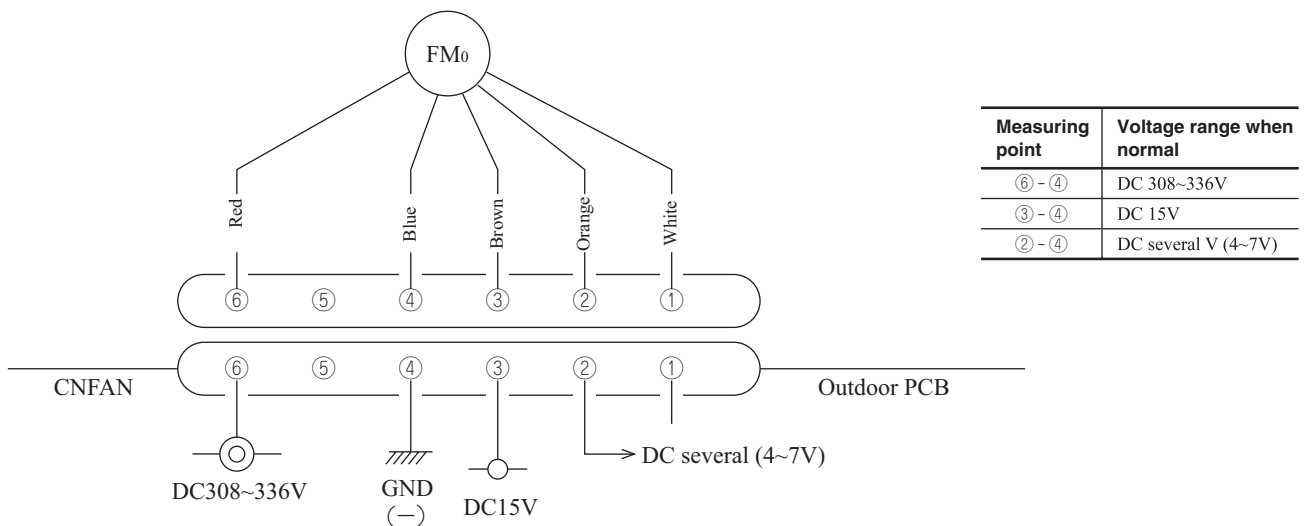 FM0
Red
Blue
Brown
Orange
White
⑥ ⑤ ④ ③ ② ①
⑥ ⑤ ④ ③ ② ①
CNFAN
Outdoor PCB
DC308~336V
GND
(−)
DC15V
DC several (4~7V)
Measuring point
Voltage range when normal
⑥ - ④ DC 308~336V
③ - ④ DC 15V
② - ④ DC several V (4~7V)